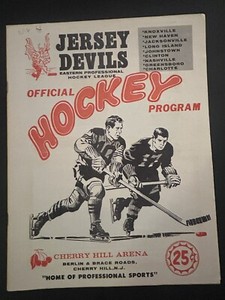 JERSEY
DEVILS
EASTERN PROFESSIONAL
HOCKEY LEAGUE
*KNOXVILLE
*NEW HAVEN
*JACKSONVILLE
*LONG ISLAND
*JOHNSTOWN
*CLINTON
*NASHVILLE
*GREENSBORO
*CHARLOTTE
OFFICIAL
HOCKEY
PROGRAM
CHERRY HILL ARENA
BERLIN & BRACE ROADS,
CHERRY HILL, N.J.
"HOME OF PROFESSIONAL SPORTS"
25¢